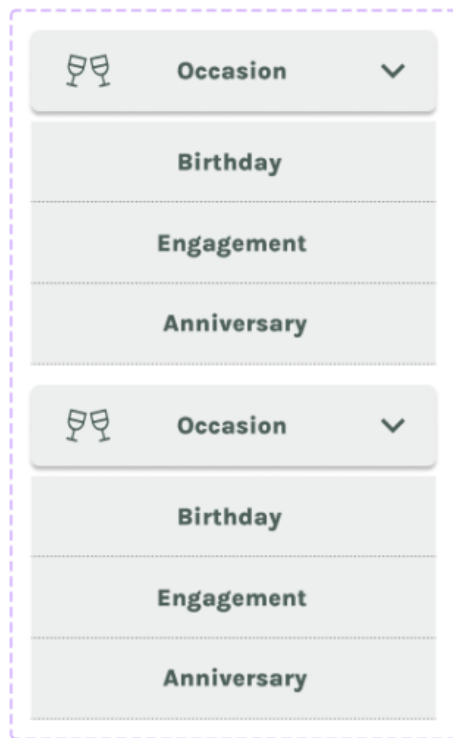 Occasion
Birthday
Engagement
Anniversary
Occasion
Birthday
Engagement
Anniversary